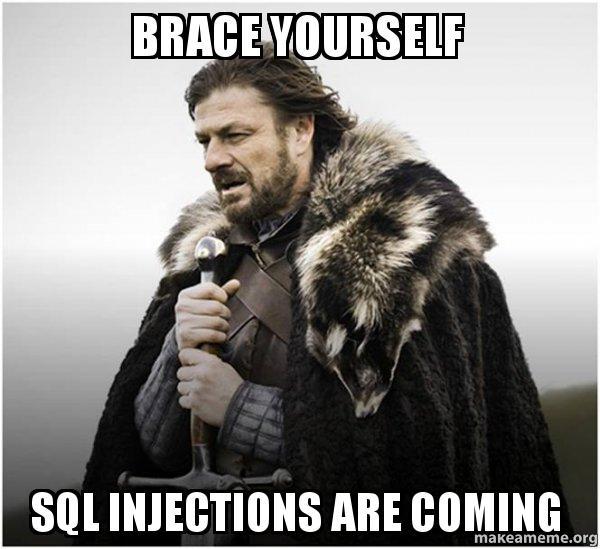 BRACE YOURSELF
SQL INJECTIONS ARE COMING
makeameme.org